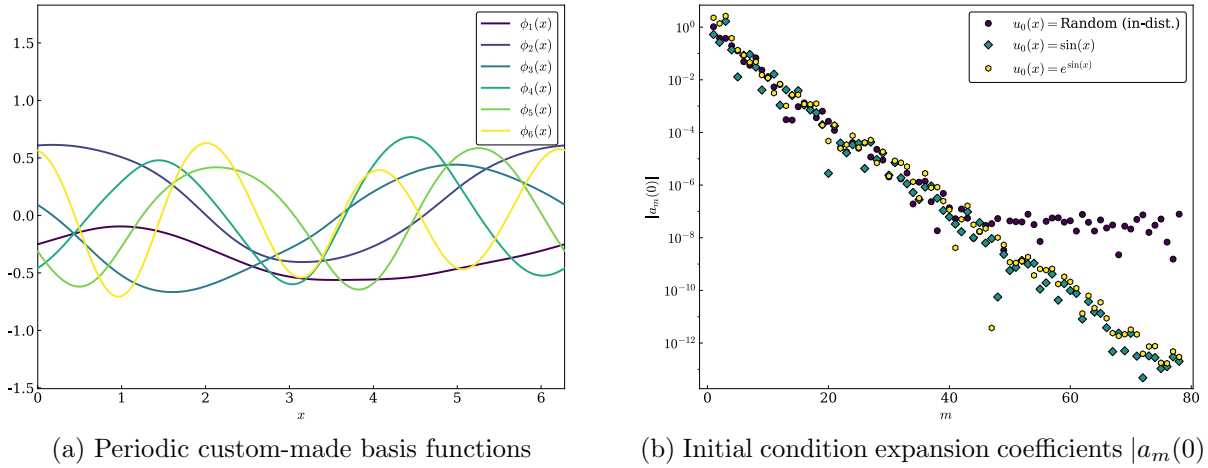 1.5
1.0
0.5
0.0
-0.5
-1.0
-1.5
0
1
2
3
4
5
6
x
ϕ₁(x)
ϕ₂(x)
ϕ₃(x)
ϕ₄(x)
ϕ₅(x)
ϕ₆(x)
(a) Periodic custom-made basis functions
10⁰
10⁻²
10⁻⁴
10⁻⁶
10⁻⁸
10⁻¹⁰
10⁻¹²
|aₘ(0)|
0
20
40
60
80
m
u₀(x) = Random (in-dist.)
u₀(x) = sin(x)
u₀(x) = e^{sin(x)}
(b) Initial condition expansion coefficients |aₘ(0)